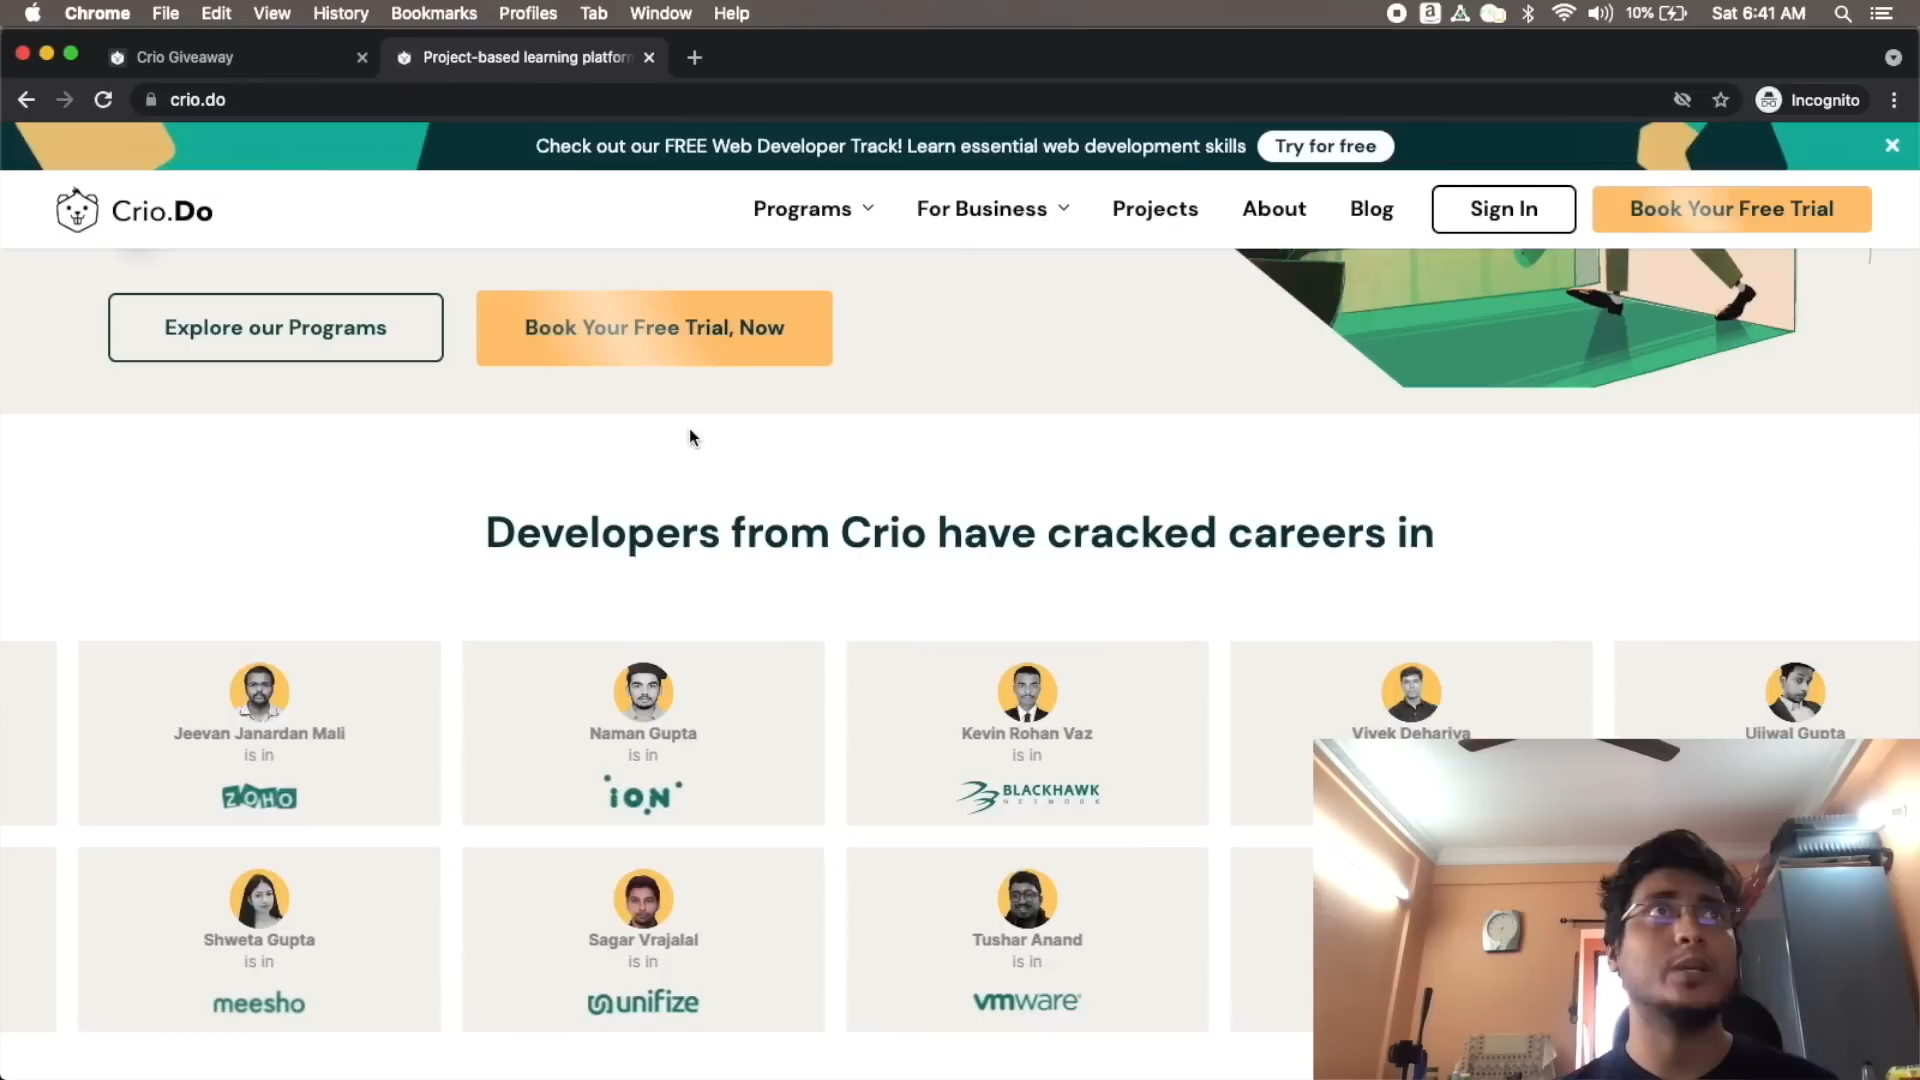 Chrome File Edit View History Bookmarks Profiles Tab Window Help 10% Sat 6:41 AM
Crio Giveaway Project-based learning platfor
crio.do Incognito
Check out our FREE Web Developer Track! Learn essential web development skills Try for free
Crio.Do Programs For Business Projects About Blog Sign In Book Your Free Trial
Explore our Programs Book Your Free Trial, Now
Developers from Crio have cracked careers in
Jeevan Janardan Mali Naman Gupta Kevin Rohan Vaz Vivek Dehariya Ujjwal Gupta
is in is in is in
ZOHO iON BLACKHAWK
NETWORK
Shweta Gupta Sagar Vrajalal Tushar Anand
is in is in is in
meesho unifize vmware